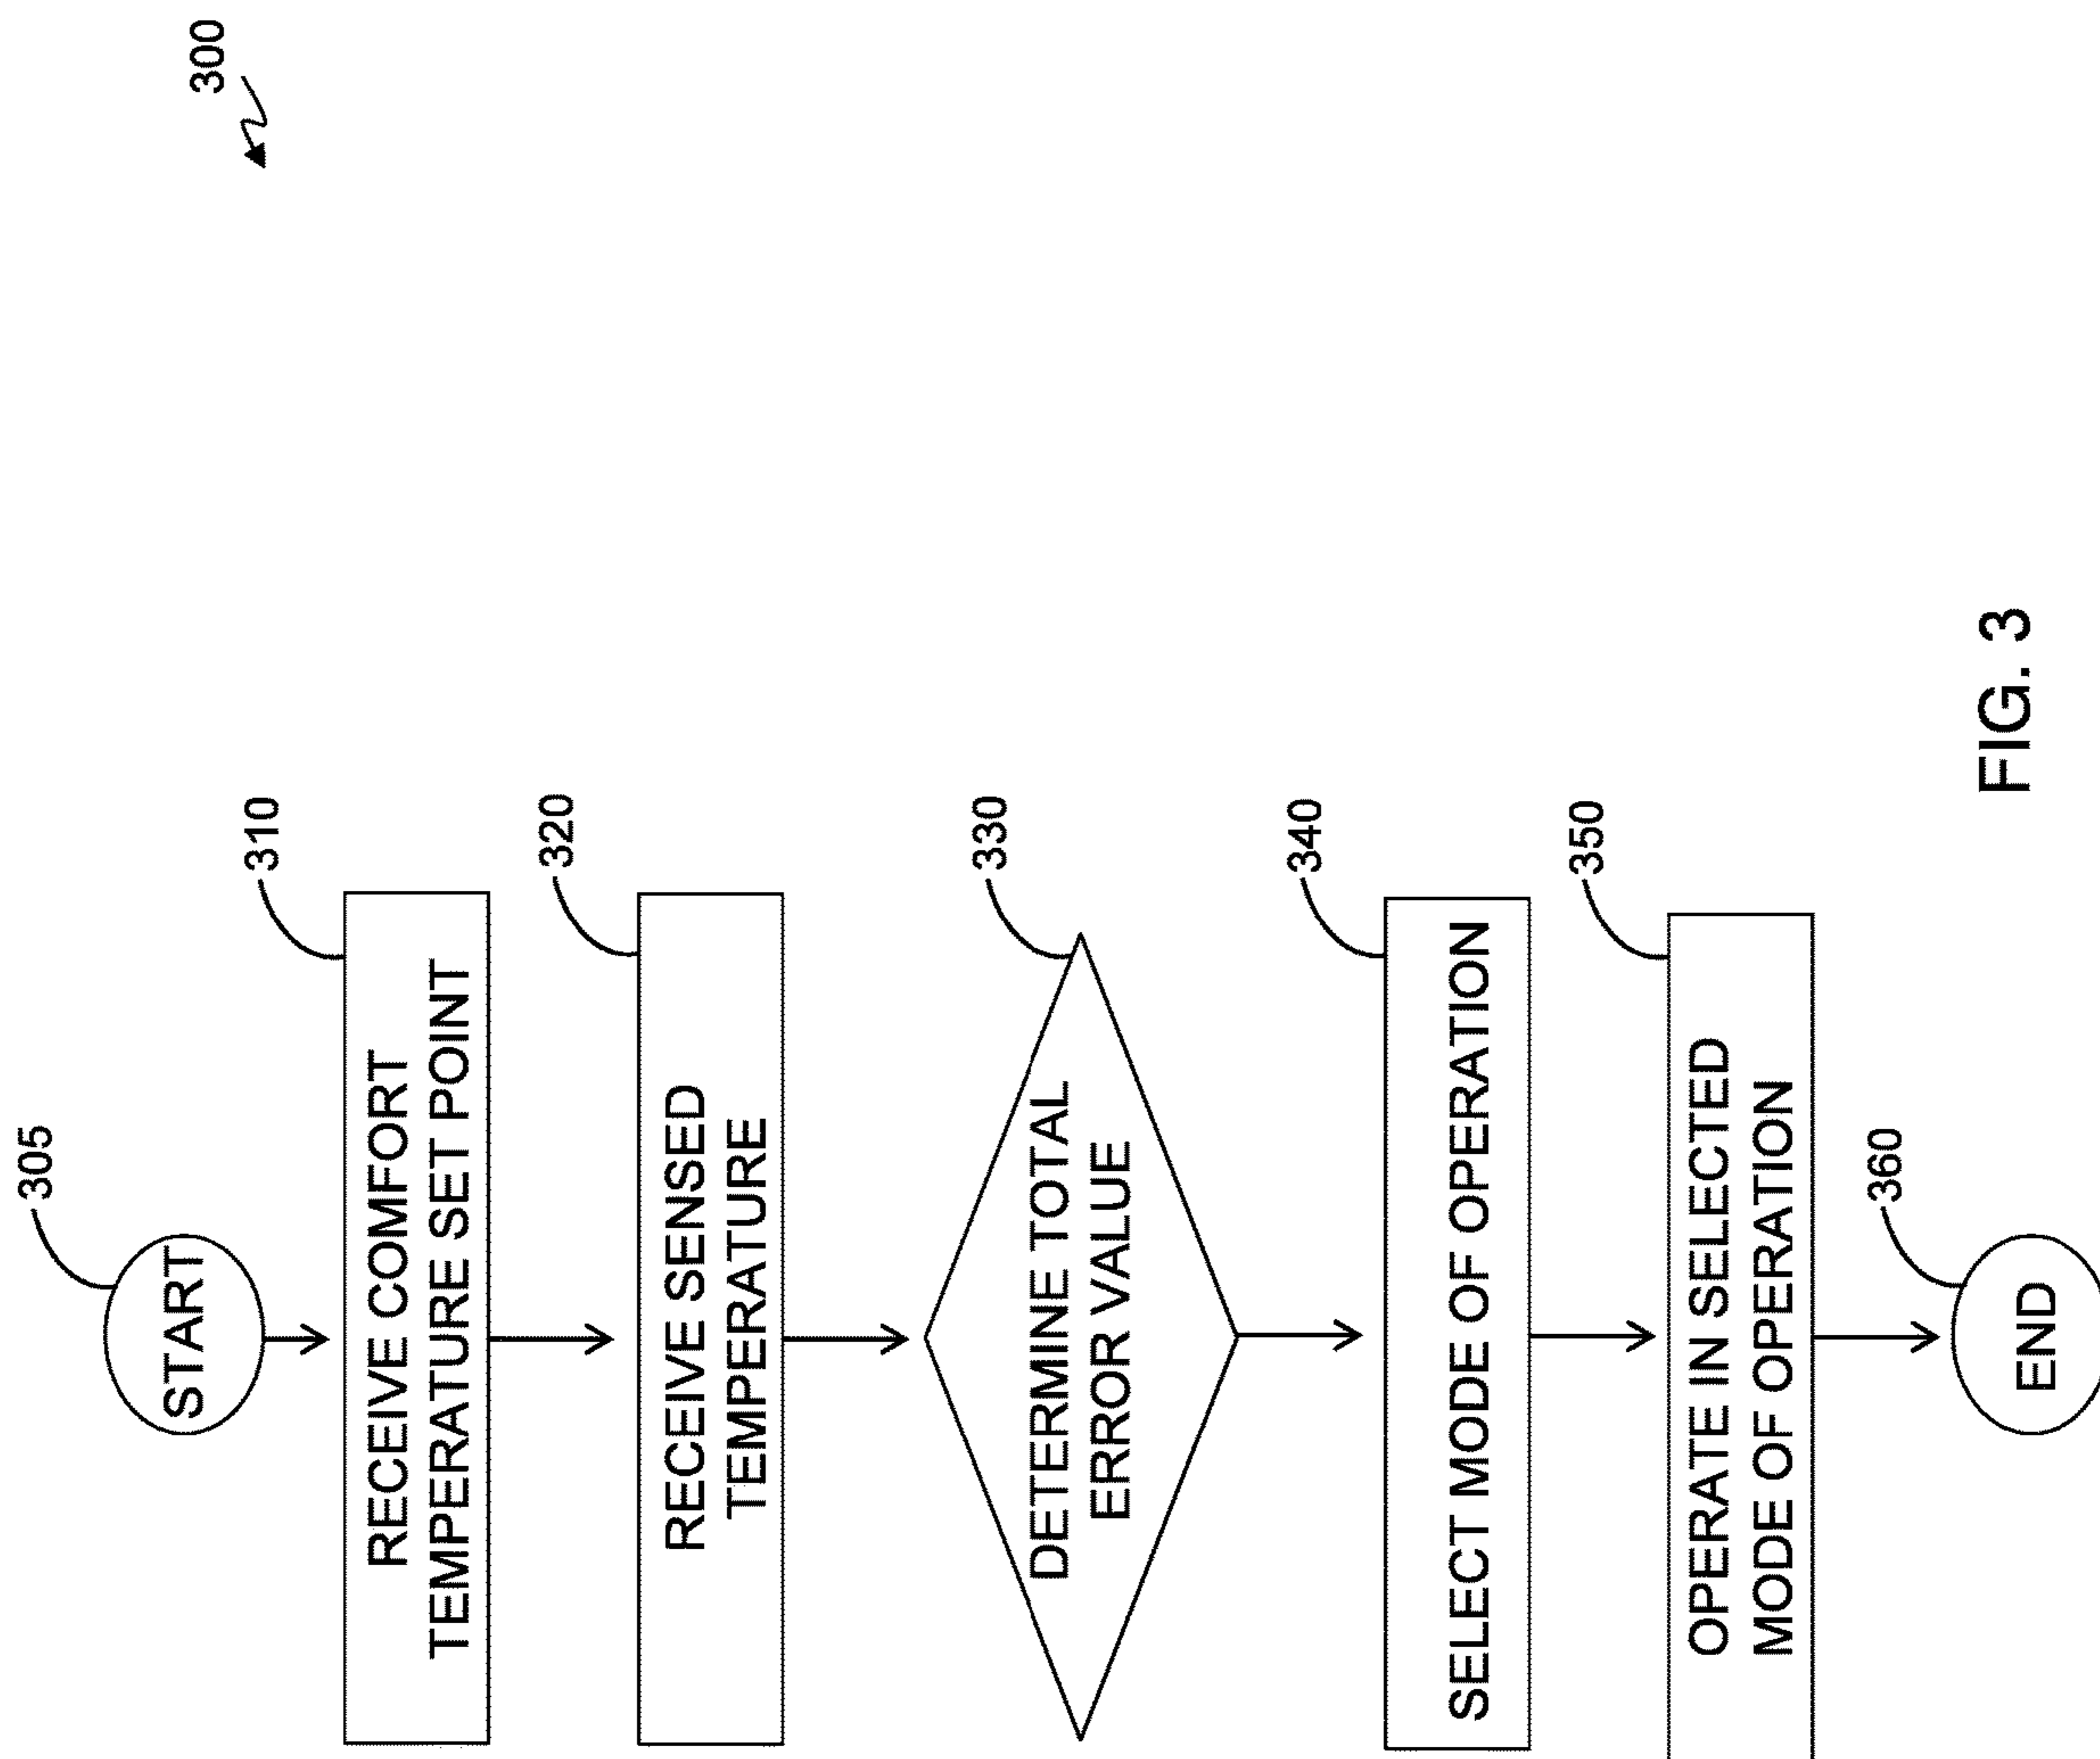 300
305
START
310
RECEIVE COMFORT
TEMPERATURE SET POINT
320
RECEIVE SENSED
TEMPERATURE
330
DETERMINE TOTAL
ERROR VALUE
340
SELECT MODE OF OPERATION
350
OPERATE IN SELECTED
MODE OF OPERATION
360
END
FIG. 3